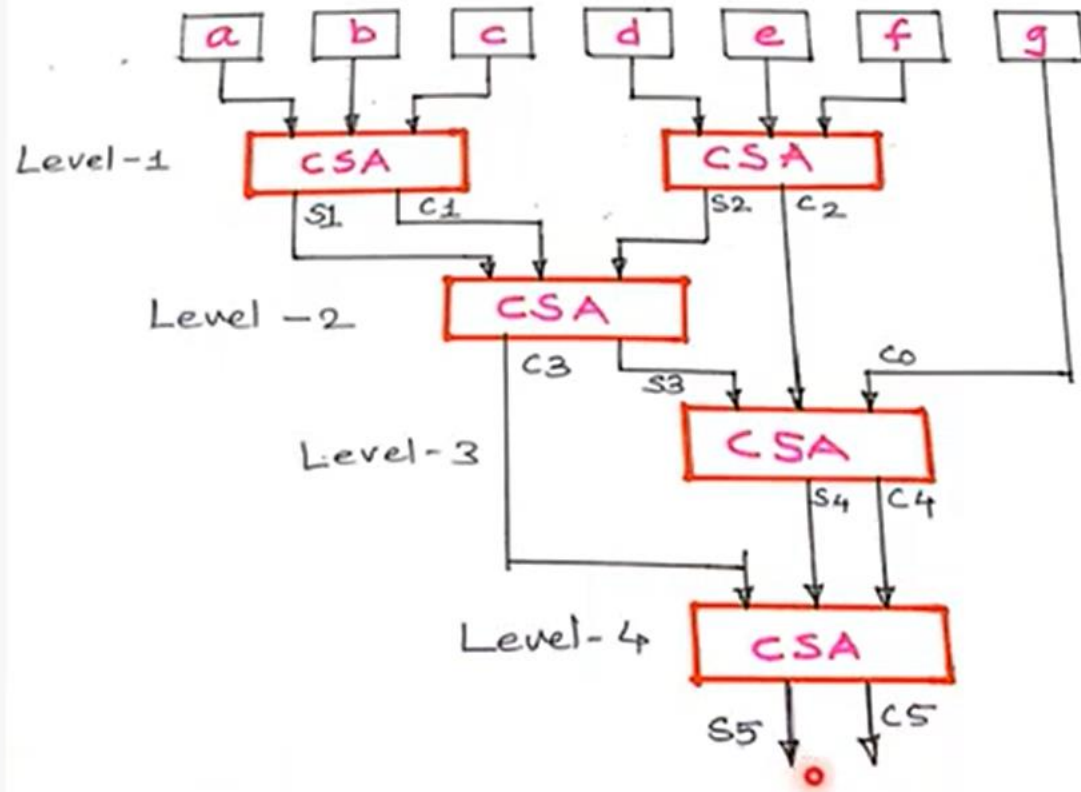 a b c d e f g
Level-1 CSA CSA
S1 C1 S2 C2
Level -2 CSA
C3 S3 C0
Level-3 CSA
S4 C4
Level-4 CSA
S5 C5